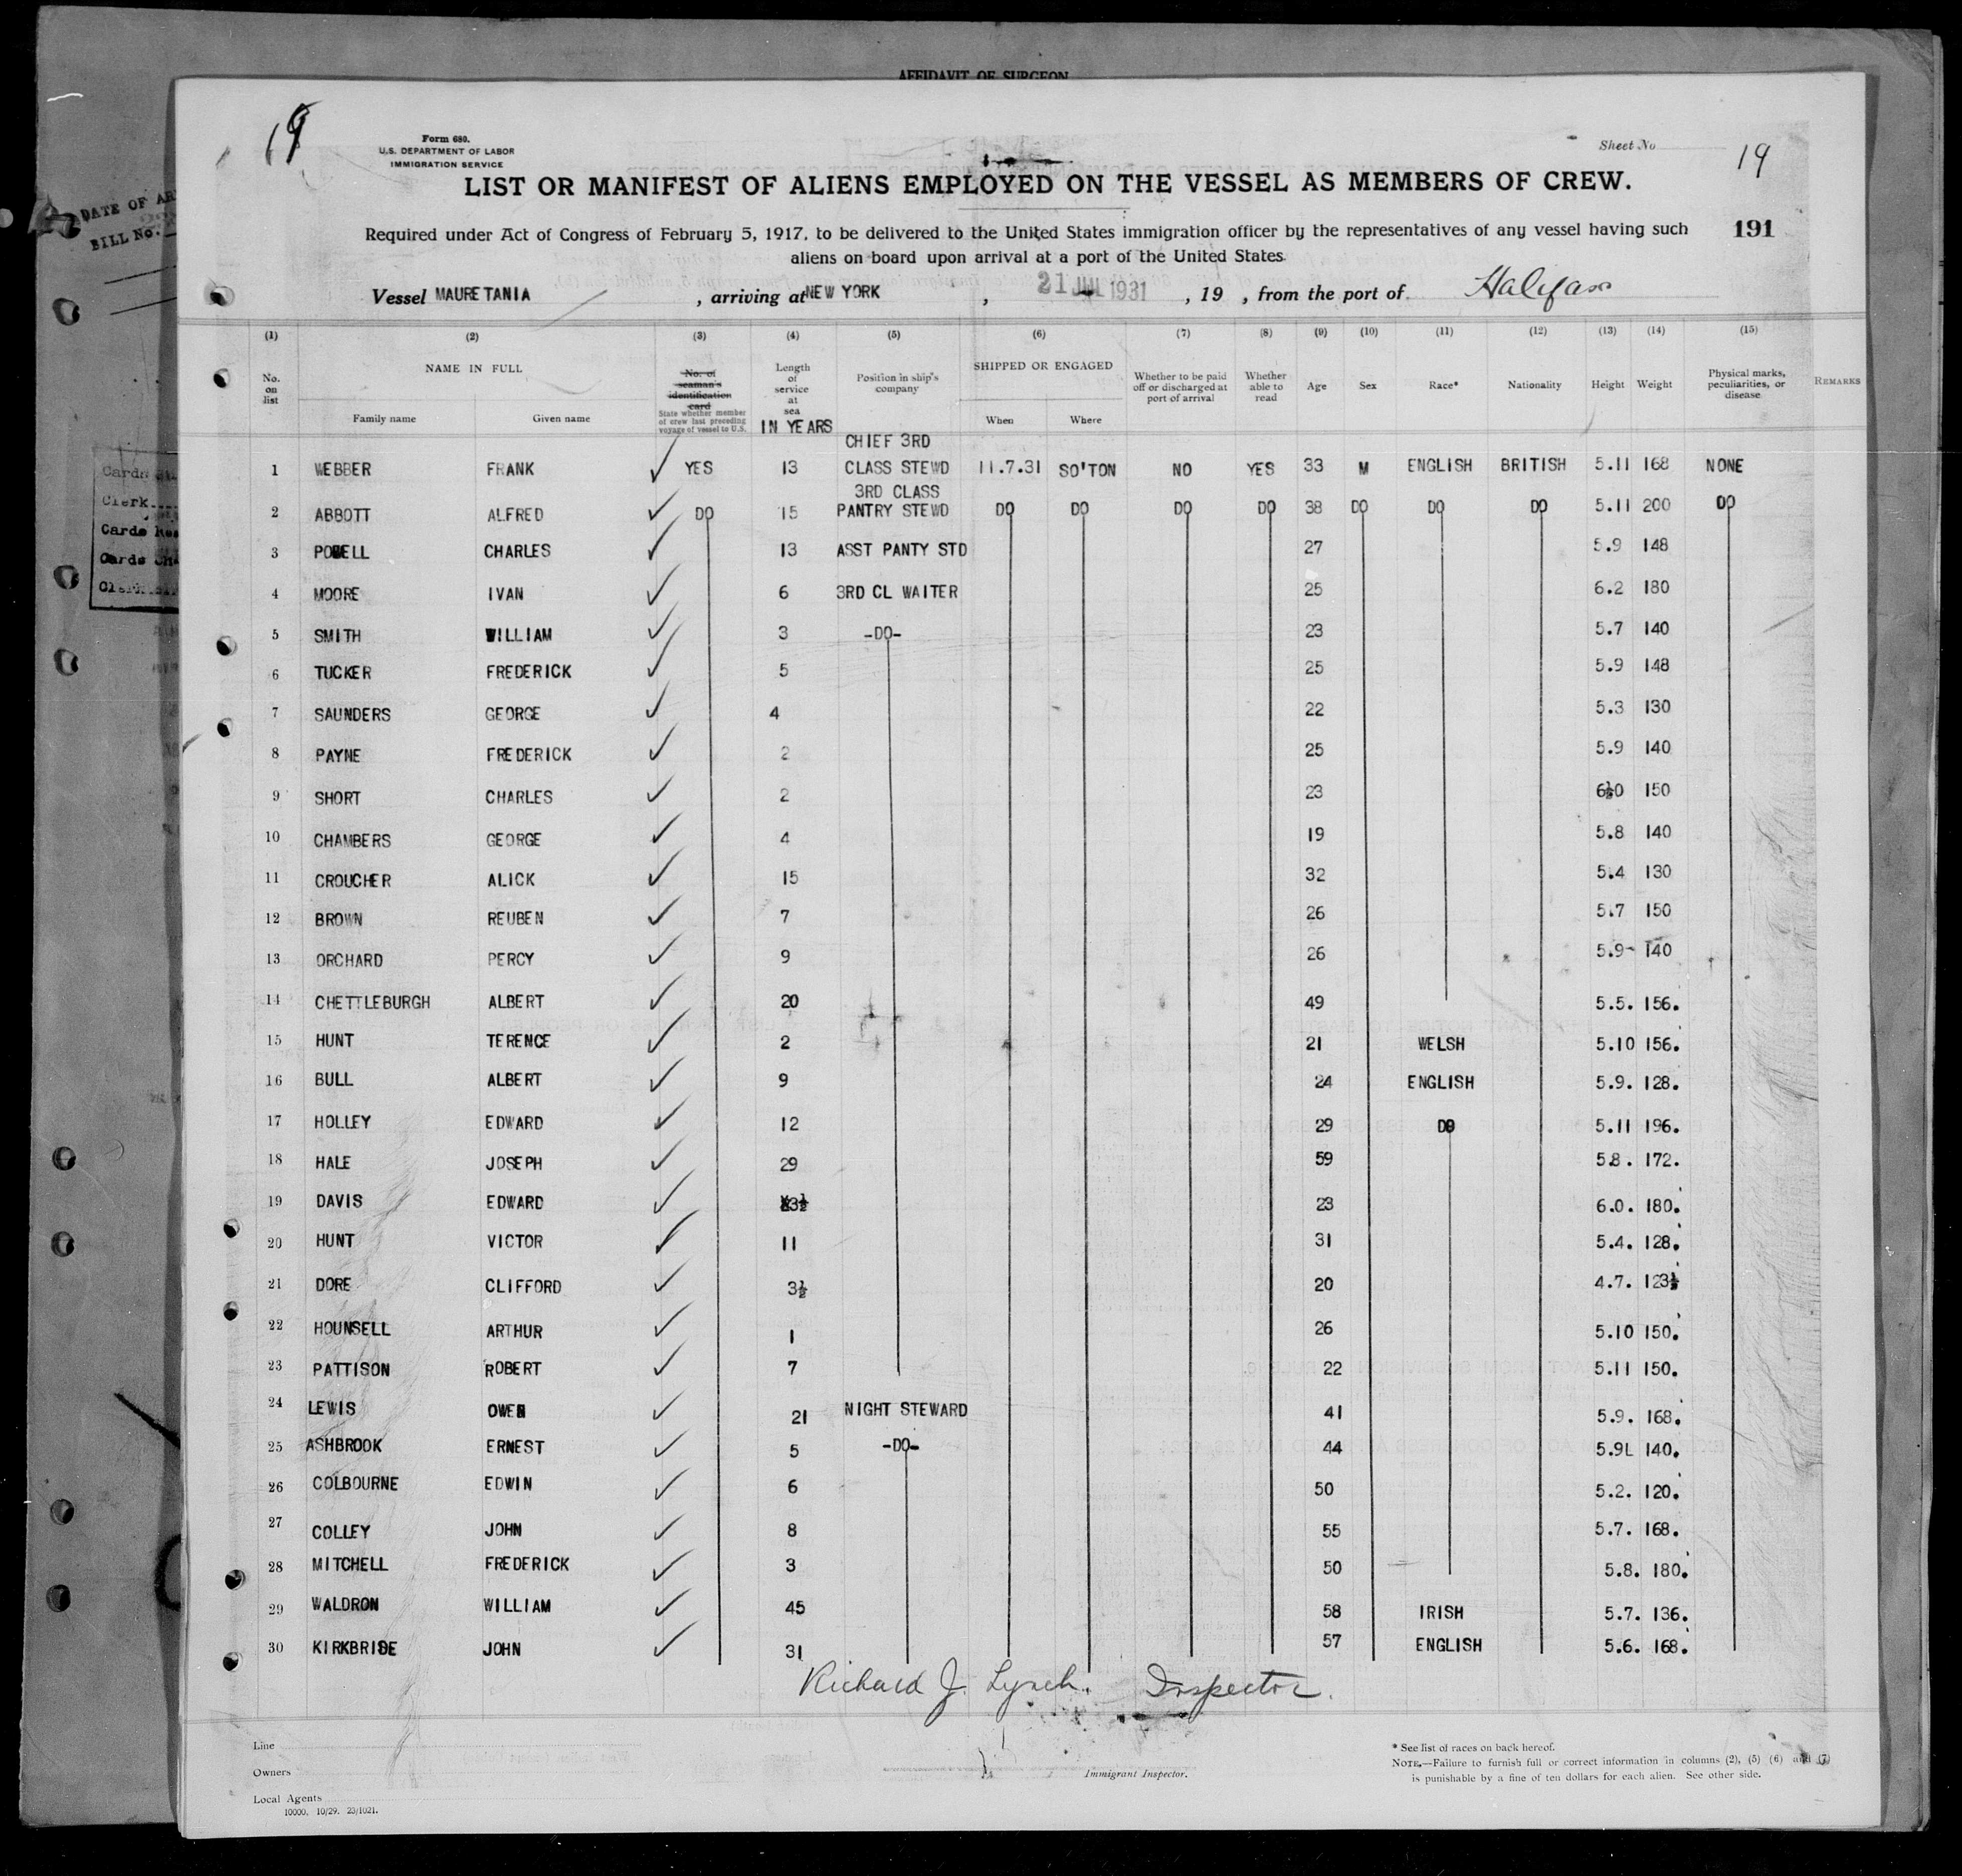 AFFIDAVIT OF SURGEON
19
Form 680.
U.S. DEPARTMENT OF LABOR
IMMIGRATION SERVICE
Sheet No 19
LIST OR MANIFEST OF ALIENS EMPLOYED ON THE VESSEL AS MEMBERS OF CREW.
Required under Act of Congress of February 5, 1917, to be delivered to the United States immigration officer by the representatives of any vessel having such
aliens on board upon arrival at a port of the United States
191
Vessel MAURETANIA , arriving at NEW YORK , 21 JUL 1931 , 19 , from the port of Halifax
DATE OF AR
BILL No.
Cards
Clerk
Cards
Cards
(1) (2) (3) (4) (5) (6) (7) (8) (9) (10) (11) (12) (13) (14) (15)
No. on list
NAME IN FULL
Family name Given name
No. of seaman's identification card
State whether member of crew last preceding voyage of vessel to U.S.
Length of service at sea
IN YEARS
Position in ship's company
SHIPPED OR ENGAGED
When Where
Whether to be paid off or discharged at port of arrival
Whether able to read
Age Sex Race* Nationality Height Weight
Physical marks, peculiarities, or disease
REMARKS
CHIEF 3RD
1 WEBBER FRANK YES 13 CLASS STEWD 11.7.31 SO'TON NO YES 33 M ENGLISH BRITISH 5.11 168 NONE
3RD CLASS
2 ABBOTT ALFRED DO 15 PANTRY STEWD DO DO DO DO 38 DO DO DO 5.11 200 DO
3 POWELL CHARLES 13 ASST PANTY STD 27 5.9 148
4 MOORE IVAN 6 3RD CL WAITER 25 6.2 180
5 SMITH WILLIAM 3 -DO- 23 5.7 140
6 TUCKER FREDERICK 5 25 5.9 148
7 SAUNDERS GEORGE 4 22 5.3 130
8 PAYNE FREDERICK 2 25 5.9 140
9 SHORT CHARLES 2 23 6½0 150
10 CHAMBERS GEORGE 4 19 5.8 140
11 CROUCHER ALICK 15 32 5.4 130
12 BROWN REUBEN 7 26 5.7 150
13 ORCHARD PERCY 9 26 5.9 140
14 CHETTLEBURGH ALBERT 20 49 5.5. 156.
15 HUNT TERENCE 2 21 WELSH 5.10 156.
16 BULL ALBERT 9 24 ENGLISH 5.9. 128.
17 HOLLEY EDWARD 12 29 DO 5.11 196.
18 HALE JOSEPH 29 59 5.8. 172.
19 DAVIS EDWARD 3½ 23 6.0. 180.
20 HUNT VICTOR 11 31 5.4. 128.
21 DORE CLIFFORD 3½ 20 4.7. 123½
22 HOUNSELL ARTHUR 1 26 5.10 150.
23 PATTISON ROBERT 7 22 5.11 150.
24 LEWIS OWEN 21 NIGHT STEWARD 41 5.9. 168.
25 ASHBROOK ERNEST 5 -DO- 44 5.9L 140.
26 COLBOURNE EDWIN 6 50 5.2. 120.
27 COLLEY JOHN 8 55 5.7. 168.
28 MITCHELL FREDERICK 3 50 5.8. 180.
29 WALDRON WILLIAM 45 58 IRISH 5.7. 136.
30 KIRKBRIDE JOHN 31 57 ENGLISH 5.6. 168.
Richard J. Lynch. Inspector.
Line
Owners
Local Agents
10000. 10/29. 23/1021.
Immigrant Inspector.
* See list of races on back hereof.
NOTE.—Failure to furnish full or correct information in columns (2), (5) (6) and (7)
is punishable by a fine of ten dollars for each alien. See other side.